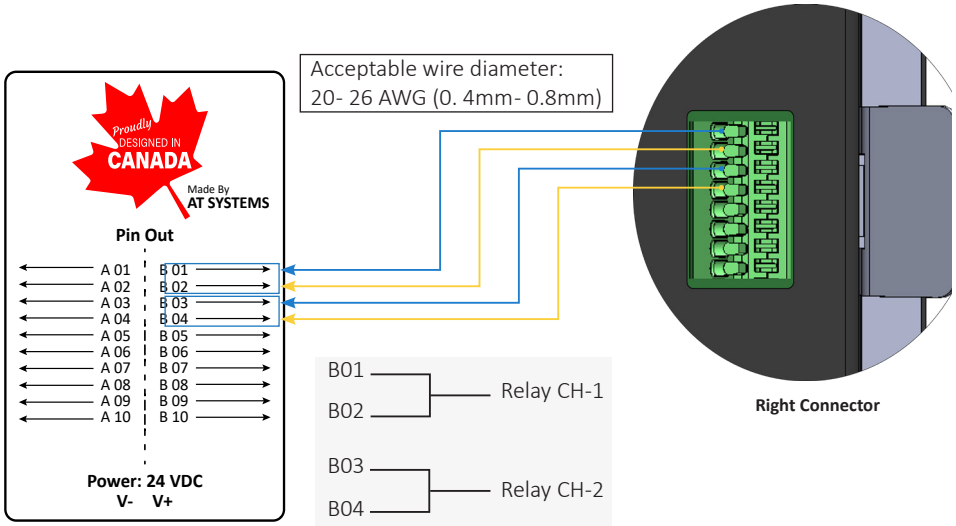 Acceptable wire diameter:
20- 26 AWG (0. 4mm- 0.8mm)
Proudly
DESIGNED IN
CANADA
Made By
AT SYSTEMS
Pin Out
A 01 B 01
A 02 B 02
A 03 B 03
A 04 B 04
A 05 B 05
A 06 B 06
A 07 B 07
A 08 B 08
A 09 B 09
A 10 B 10
Power: 24 VDC
V- V+
B01
Relay CH-1
B02
B03
Relay CH-2
B04
Right Connector